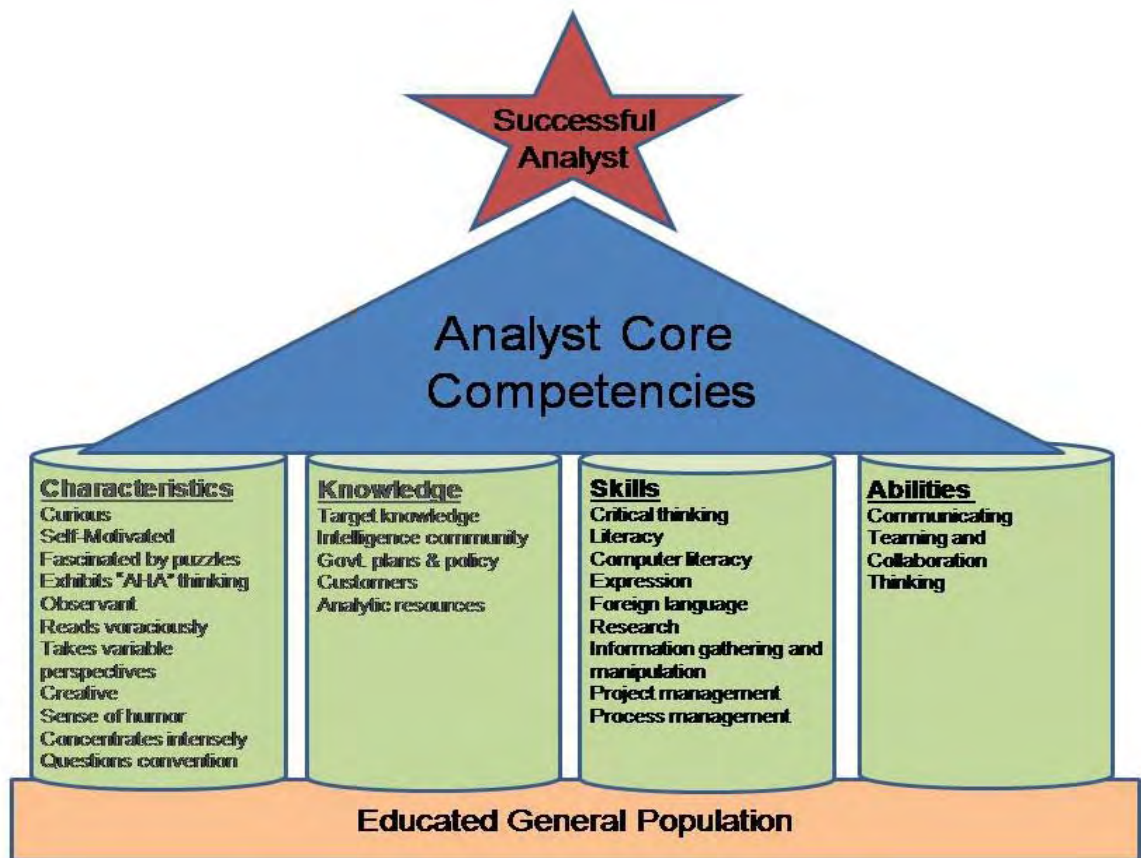 Successful
Analyst
Analyst Core
Competencies
Characteristics
Curious
Self-Motivated
Fascinated by puzzles
Exhibits "AHA" thinking
Observant
Reads voraciously
Takes variable
perspectives
Creative
Sense of humor
Concentrates intensely
Questions convention
Knowledge
Target knowledge
Intelligence community
Govt. plans & policy
Customers
Analytic resources
Skills
Critical thinking
Literacy
Computer literacy
Expression
Foreign language
Research
Information gathering and
manipulation
Project management
Process management
Abilities
Communicating
Teaming and
Collaboration
Thinking
Educated General Population